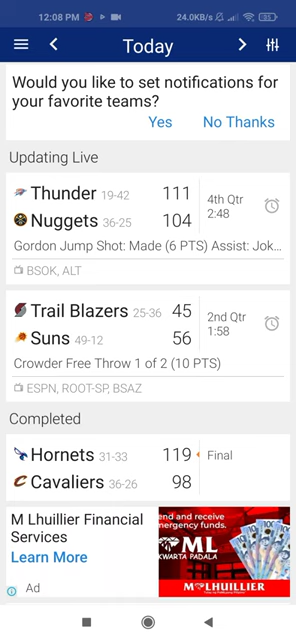 12:08 PM
24.0KB/s
Today
Would you like to set notifications for
your favorite teams?
Yes No Thanks
Updating Live
Thunder 19-42 111
Nuggets 36-25 104
4th Qtr
2:48
Gordon Jump Shot: Made (6 PTS) Assist: Jok...
BSOK, ALT
Trail Blazers 25-36 45
Suns 49-12 56
2nd Qtr
1:58
Crowder Free Throw 1 of 2 (10 PTS)
ESPN, ROOT-SP, BSAZ
Completed
Hornets 31-33 119 Final
Cavaliers 36-26 98
M Lhuillier Financial
Services
Learn More
Ad
end and receive
mergency funds.
ML
KWARTA PADALA
M LHUILLIER